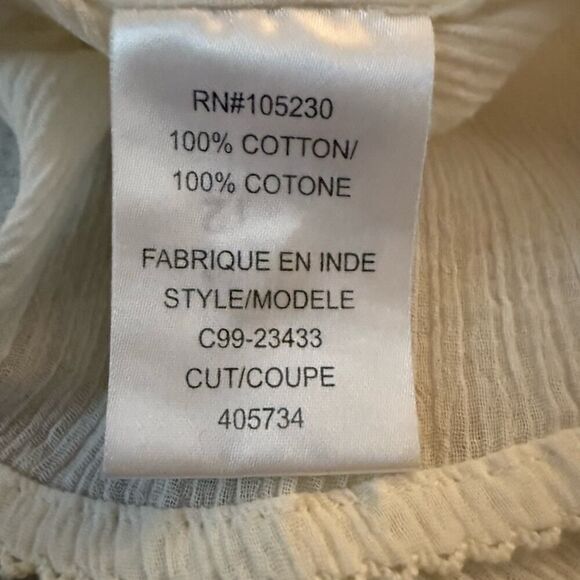 RN#105230
100% COTTON/
100% COTONE
FABRIQUE EN INDE
STYLE/MODELE
C99-23433
CUT/COUPE
405734